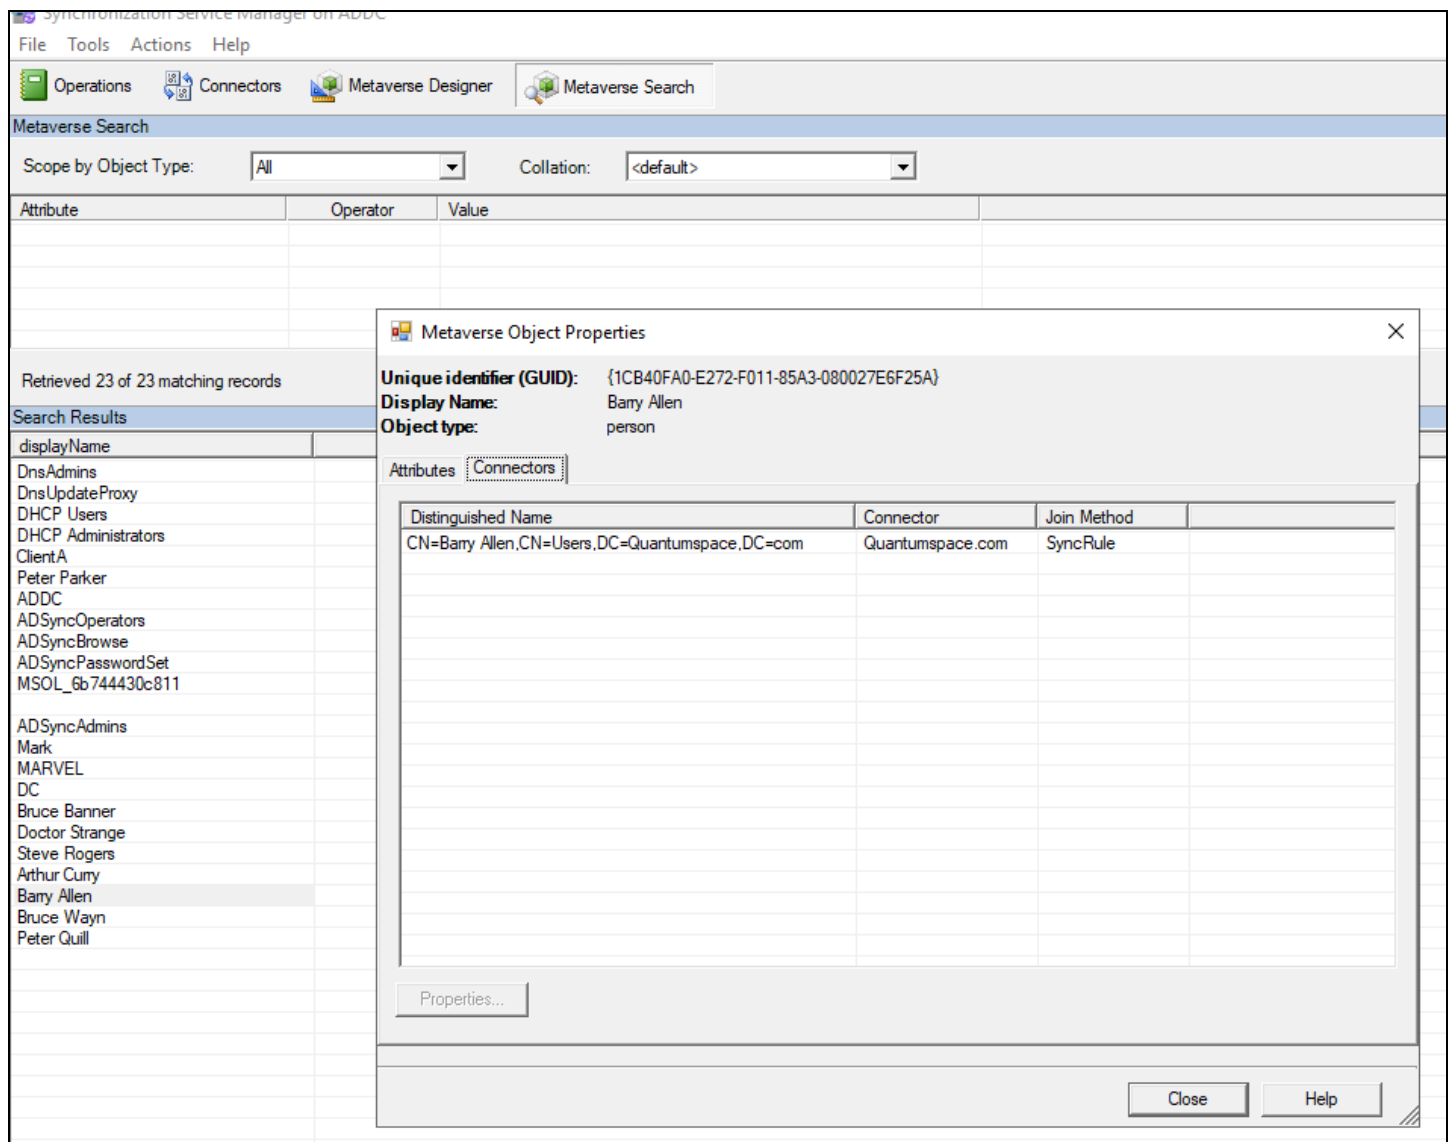 Synchronization Service Manager on ADDC
File Tools Actions Help
Operations Connectors Metaverse Designer Metaverse Search
Metaverse Search
Scope by Object Type: All Collation: <default>
Attribute Operator Value
Metaverse Object Properties
Retrieved 23 of 23 matching records
Unique identifier (GUID): {1CB40FA0-E272-F011-85A3-080027E6F25A}
Display Name: Barry Allen
Object type: person
Search Results
displayName
Attributes Connectors
DnsAdmins
DnsUpdateProxy
DHCP Users
DHCP Administrators
ClientA
Peter Parker
ADDC
ADSyncOperators
ADSyncBrowse
ADSyncPasswordSet
MSOL_6b744430c811
ADSyncAdmins
Mark
MARVEL
DC
Bruce Banner
Doctor Strange
Steve Rogers
Arthur Curry
Barry Allen
Bruce Wayn
Peter Quill
Distinguished Name Connector Join Method
CN=Barry Allen,CN=Users,DC=Quantumspace,DC=com Quantumspace.com SyncRule
Properties...
Close Help